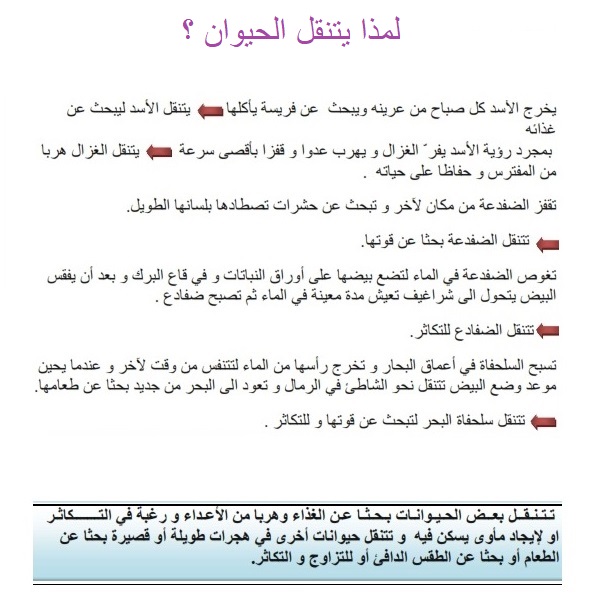 لمذا يتنقل الحيوان ؟
يخرج الأسد كل صباح من عرينه ويبحث عن فريسة يأكلها يتنقل الأسد ليبحث عن
غذائه
بمجرد رؤية الأسد يفرّ الغزال و يهرب عدوا و قفزا بأقصى سرعة يتنقل الغزال هربا
من المفترس و حفاظا على حياته .
تقفز الضفدعة من مكان لآخر و تبحث عن حشرات تصطادها بلسانها الطويل.
تتنقل الضفدعة بحثا عن قوتها.
تغوص الضفدعة في الماء لتضع بيضها على أوراق النباتات و في قاع البرك و بعد أن يفقس
البيض يتحول الى شراغيف تعيش مدة معينة في الماء ثم تصبح ضفادع .
تتنقل الضفادع للتكاثر.
تسبح السلحفاة في أعماق البحار و تخرج رأسها من الماء لتتنفس من وقت لآخر و عندما يحين
موعد وضع البيض تتنقل نحو الشاطئ في الرمال و تعود الى البحر من جديد بحثا عن طعامها.
تتنقل سلحفاة البحر لتبحث عن قوتها و للتكاثر .
تـتـنـقـل بعـض الحيـوانـات بـحـثـا عـن الغذاء وهربا من الأعـداء و رغبة في التـــــكاثـر
او لإيجاد مأوى يسكن فيه و تتنقل حيوانات أخرى في هجرات طويلة أو قصيرة بحثا عن
الطعام أو بحثا عن الطقس الدافئ أو للتزاوج و التكاثر.